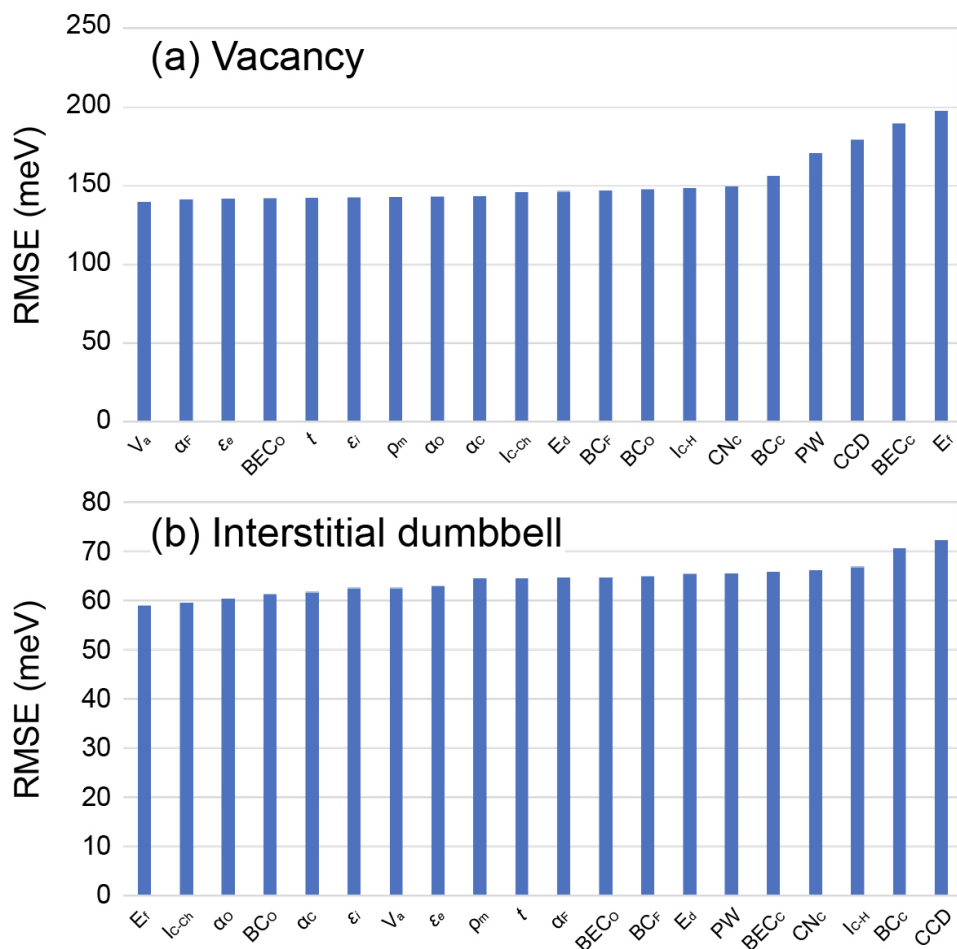 250
(a) Vacancy
200
150
100
50
0
RMSE (meV)
Va αF εe BECO t εi ρm αO αC IC-Ch Ed BCF BCO IC-H CNC BCC PW CCD BECC Ef
80
(b) Interstitial dumbbell
70
60
50
40
30
20
10
0
RMSE (meV)
Ef IC-Ch αO BCO αC εi Va εe ρm t αF BECO BCF Ed PW BECC CNC IC-H BCC CCD